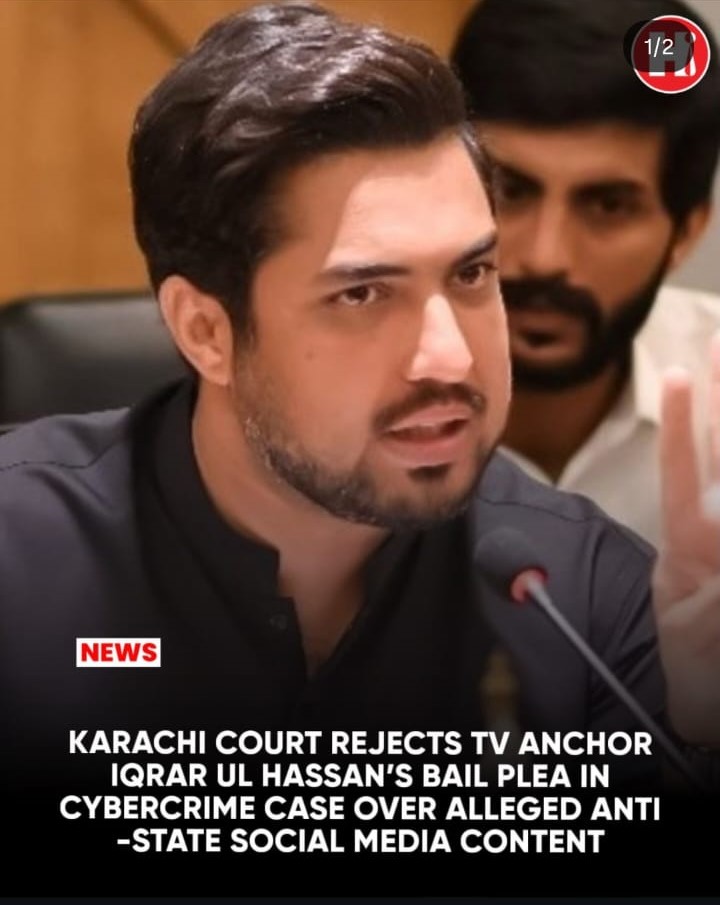 1/2
NEWS
KARACHI COURT REJECTS TV ANCHOR
IQRAR UL HASSAN'S BAIL PLEA IN
CYBERCRIME CASE OVER ALLEGED ANTI
-STATE SOCIAL MEDIA CONTENT